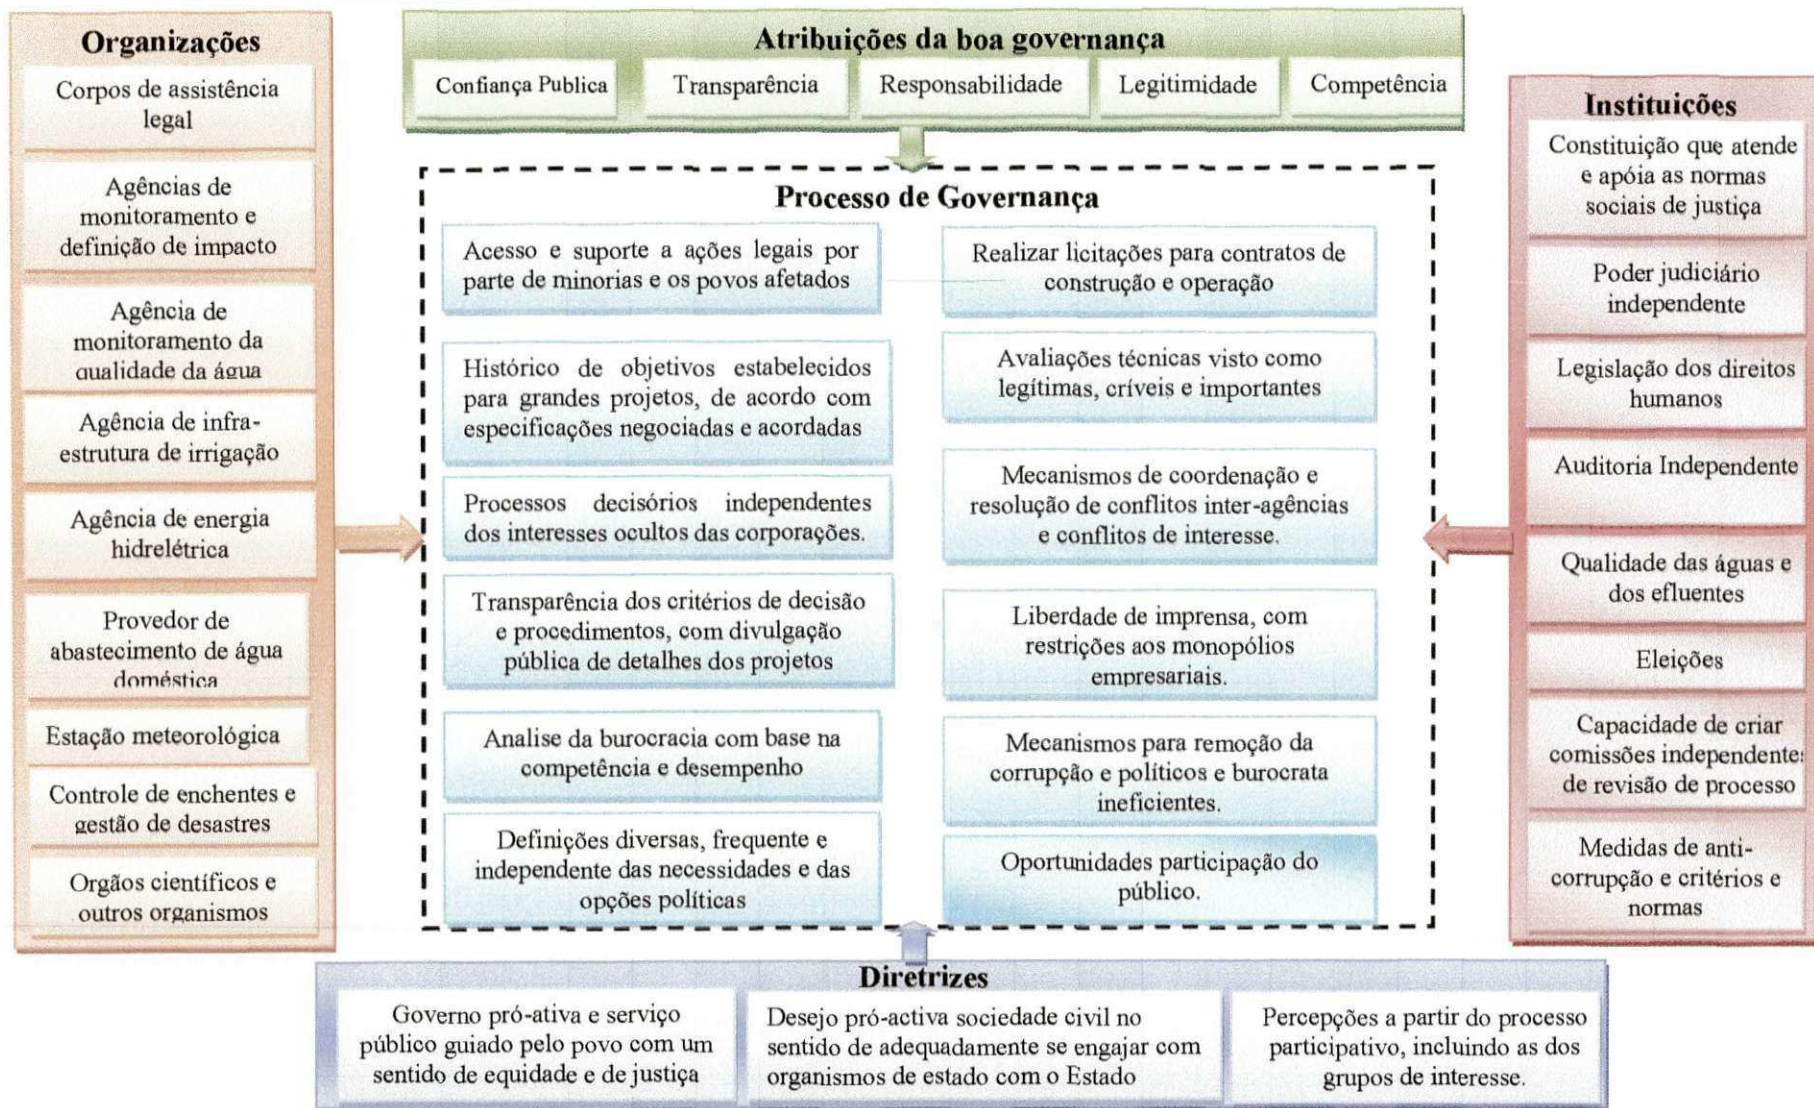 Organizações
Corpos de assistência
legal
Agências de
monitoramento e
definição de impacto
Agência de
monitoramento da
qualidade da água
Agência de infra-
estrutura de irrigação
Agência de energia
hidrelétrica
Provedor de
abastecimento de água
doméstica
Estação meteorológica
Controle de enchentes e
gestão de desastres
Orgãos científicos e
outros organismos
Atribuições da boa governança
Confiança Publica
Transparência
Responsabilidade
Legitimidade
Competência
Processo de Governança
Acesso e suporte a ações legais por
parte de minorias e os povos afetados
Histórico de objetivos estabelecidos
para grandes projetos, de acordo com
especificações negociadas e acordadas
Processos decisórios independentes
dos interesses ocultos das corporações.
Transparência dos critérios de decisão
e procedimentos, com divulgação
pública de detalhes dos projetos
Analise da burocracia com base na
competência e desempenho
Definições diversas, frequente e
independente das necessidades e das
opções políticas
Realizar licitações para contratos de
construção e operação
Avaliações técnicas visto como
legítimas, críveis e importantes
Mecanismos de coordenação e
resolução de conflitos inter-agências
e conflitos de interesse.
Liberdade de imprensa, com
restrições aos monopólios
empresariais.
Mecanismos para remoção da
corrupção e políticos e burocrata
ineficientes.
Oportunidades participação do
público.
Instituições
Constituição que atende
e apóia as normas
sociais de justiça
Poder judiciário
independente
Legislação dos direitos
humanos
Auditoria Independente
Qualidade das águas e
dos efluentes
Eleições
Capacidade de criar
comissões independentes
de revisão de processo
Medidas de anti-
corrupção e critérios e
normas
Diretrizes
Governo pró-ativa e serviço
público guiado pelo povo com um
sentido de equidade e de justiça
Desejo pró-activa sociedade civil no
sentido de adequadamente se engajar com
organismos de estado com o Estado
Percepções a partir do processo
participativo, incluindo as dos
grupos de interesse.